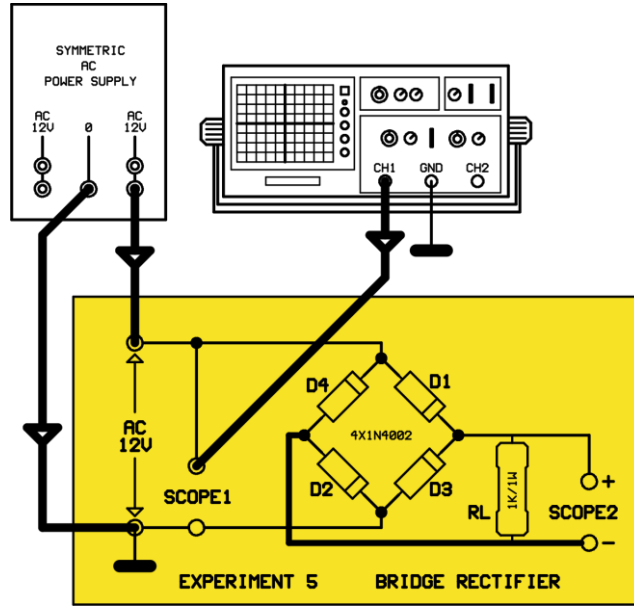 SYMMETRIC
AC
POWER SUPPLY
AC
12V
0
AC
12V
CH1
GND
CH2
D4
D1
4X1N4002
AC
12V
D2
D3
SCOPE1
RL
1K/1W
+
SCOPE2
-
EXPERIMENT 5
BRIDGE RECTIFIER